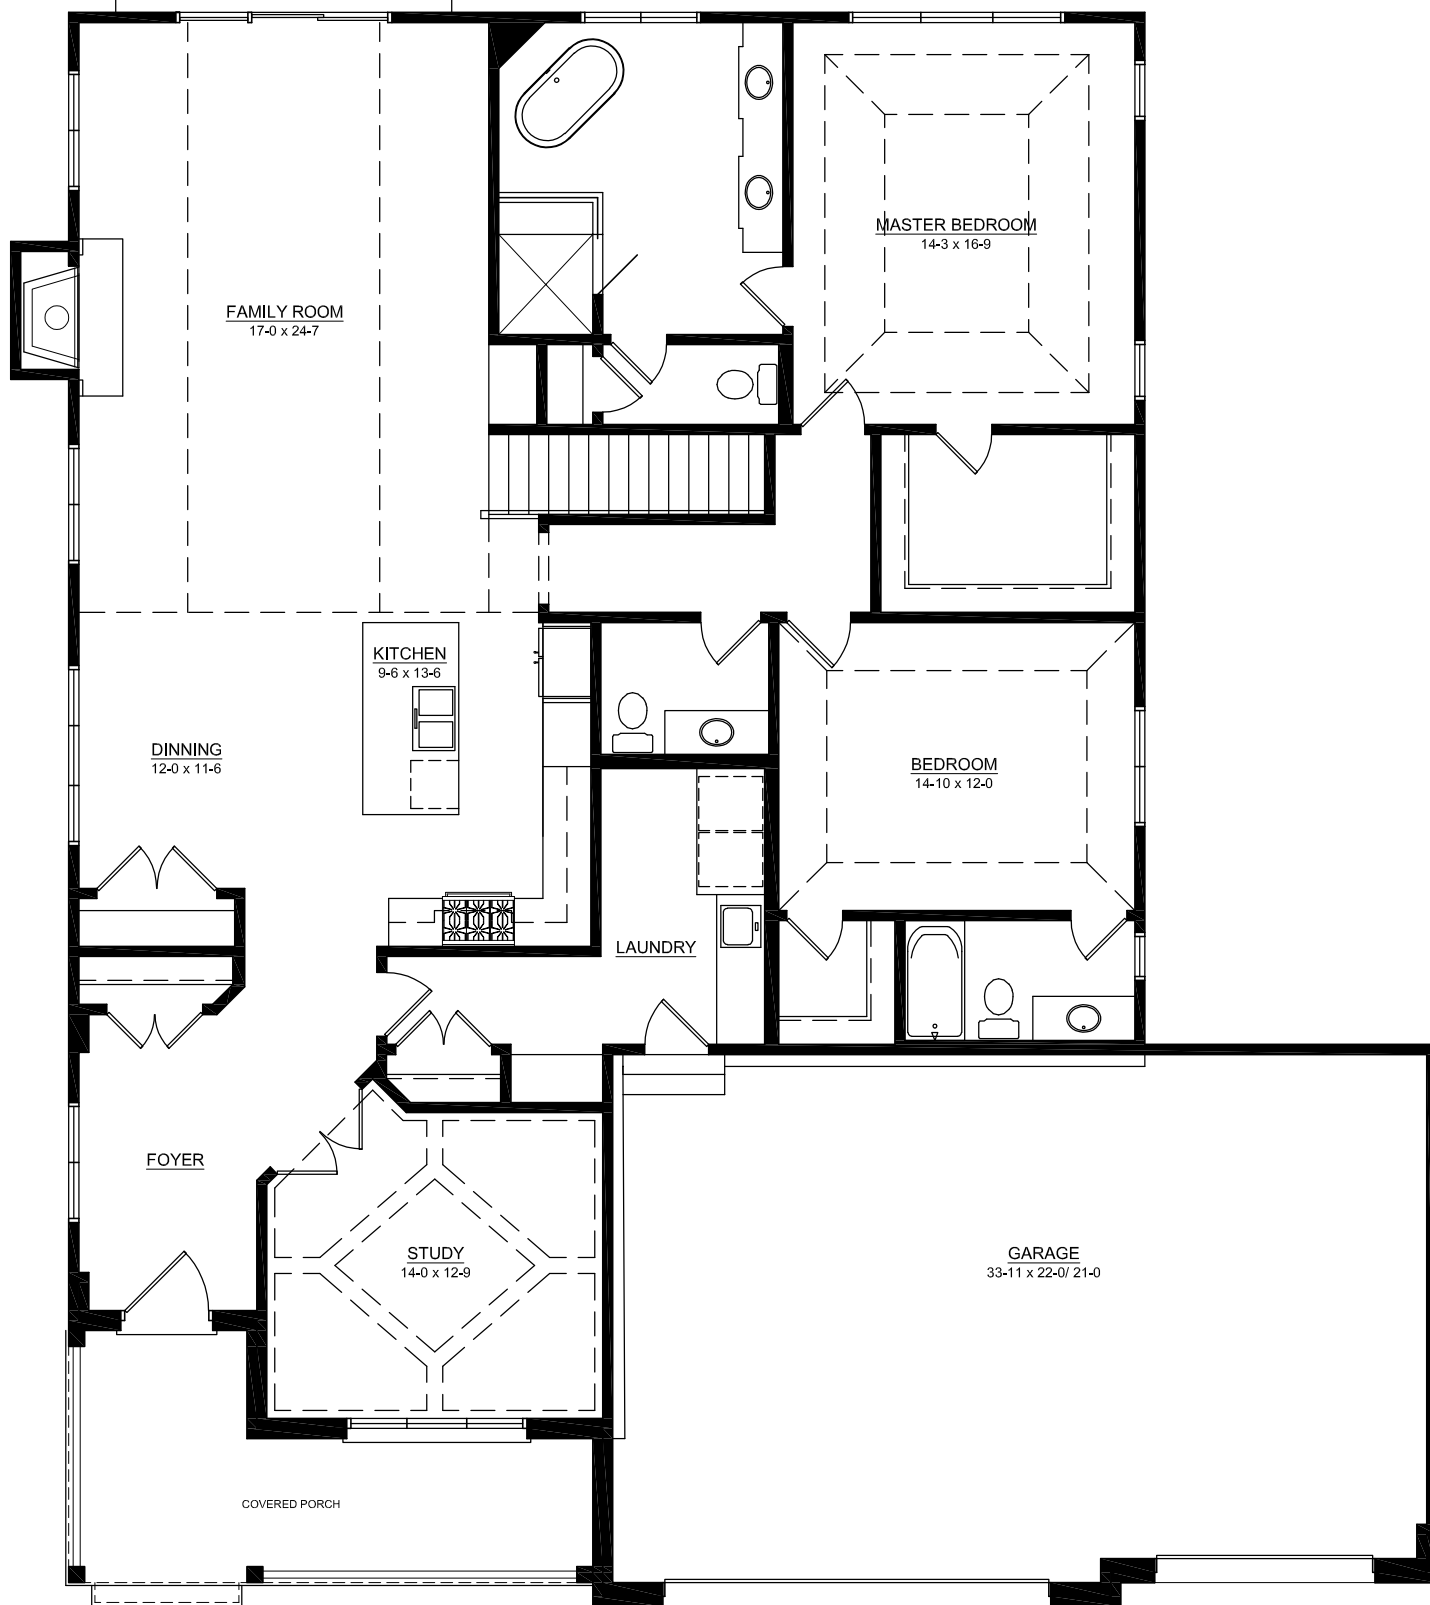 MASTER BEDROOM
14-3 x 16-9
FAMILY ROOM
17-0 x 24-7
KITCHEN
9-6 x 13-6
DINNING
12-0 x 11-6
BEDROOM
14-10 x 12-0
LAUNDRY
FOYER
STUDY
14-0 x 12-9
GARAGE
33-11 x 22-0/ 21-0
COVERED PORCH